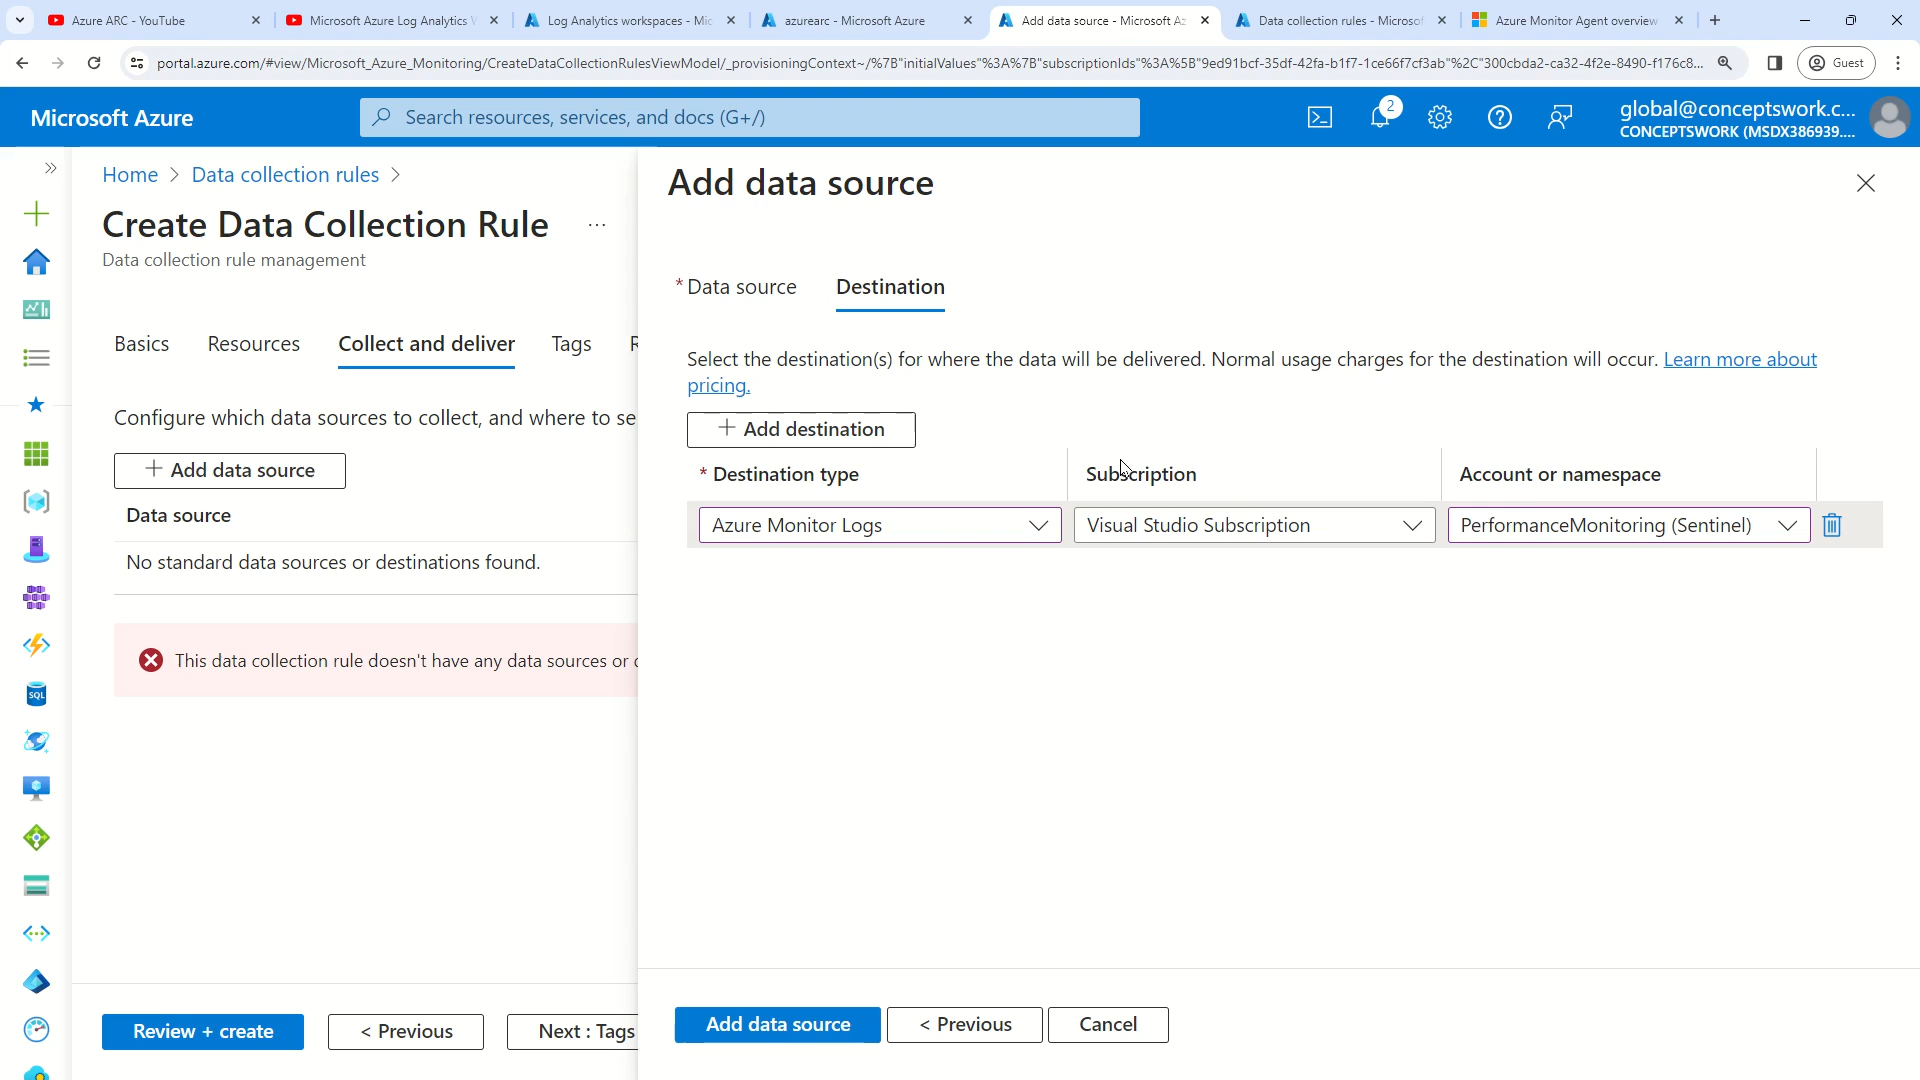 Azure ARC - YouTube
Microsoft Azure Log Analytics
Log Analytics workspaces - Mic
azurearc - Microsoft Azure
Add data source - Microsoft Az
Data collection rules - Microsof
Azure Monitor Agent overview
portal.azure.com/#view/Microsoft_Azure_Monitoring/CreateDataCollectionRulesViewModel/_provisioningContext~/%7B"initialValues"%3A%7B"subscriptionIds"%3A%5B"9ed91bcf-35df-42fa-b1f7-1ce66f7cf3ab"%2C"300cbda2-ca32-4f2e-8490-f176c8...
Guest
Microsoft Azure
Search resources, services, and docs (G+/)
2
global@conceptswork.c...
CONCEPTSWORK (MSDX386939....
Home > Data collection rules >
Create Data Collection Rule
...
Data collection rule management
Basics
Resources
Collect and deliver
Tags
Configure which data sources to collect, and where to se
+ Add data source
Data source
No standard data sources or destinations found.
This data collection rule doesn't have any data sources or
SQL
Review + create
< Previous
Next : Tags
Add data source
* Data source
Destination
Select the destination(s) for where the data will be delivered. Normal usage charges for the destination will occur. Learn more about
pricing.
+ Add destination
* Destination type
Subscription
Account or namespace
Azure Monitor Logs
Visual Studio Subscription
PerformanceMonitoring (Sentinel)
Add data source
< Previous
Cancel